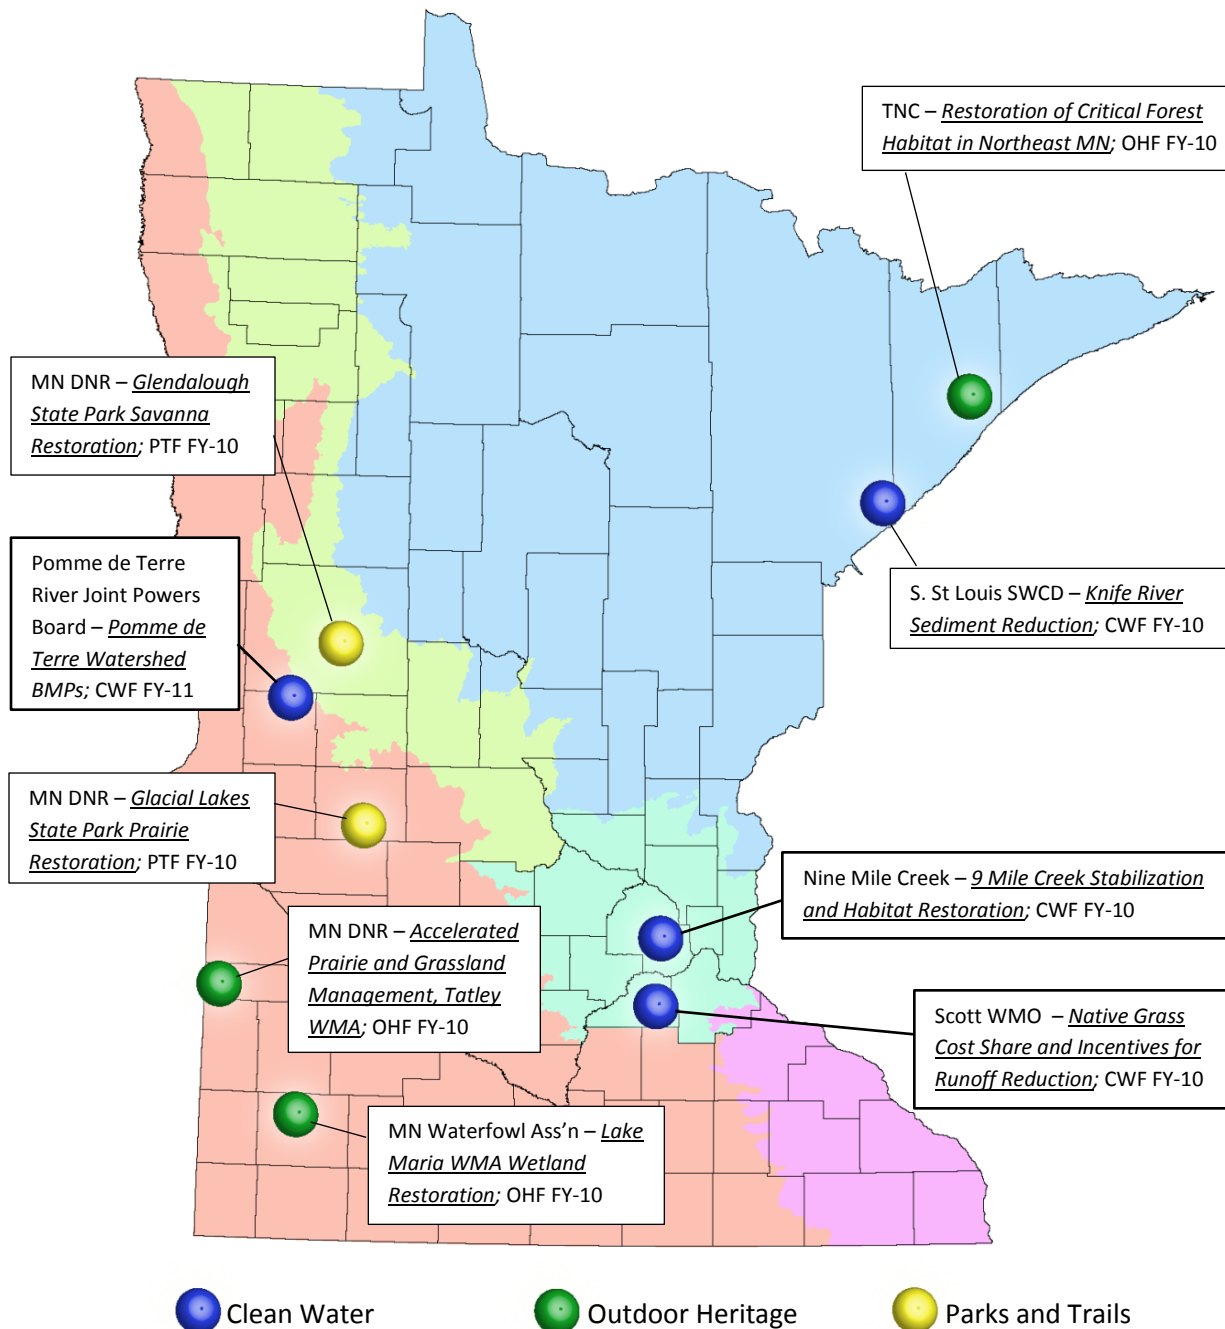 TNC – Restoration of Critical Forest
Habitat in Northeast MN; OHF FY-10
MN DNR – Glendalough
State Park Savanna
Restoration; PTF FY-10
Pomme de Terre
River Joint Powers
Board – Pomme de
Terre Watershed
BMPs; CWF FY-11
S. St Louis SWCD – Knife River
Sediment Reduction; CWF FY-10
MN DNR – Glacial Lakes
State Park Prairie
Restoration; PTF FY-10
Nine Mile Creek – 9 Mile Creek Stabilization
and Habitat Restoration; CWF FY-10
MN DNR – Accelerated
Prairie and Grassland
Management, Tatley
WMA; OHF FY-10
Scott WMO – Native Grass
Cost Share and Incentives for
Runoff Reduction; CWF FY-10
MN Waterfowl Ass’n – Lake
Maria WMA Wetland
Restoration; OHF FY-10
Clean Water
Outdoor Heritage
Parks and Trails